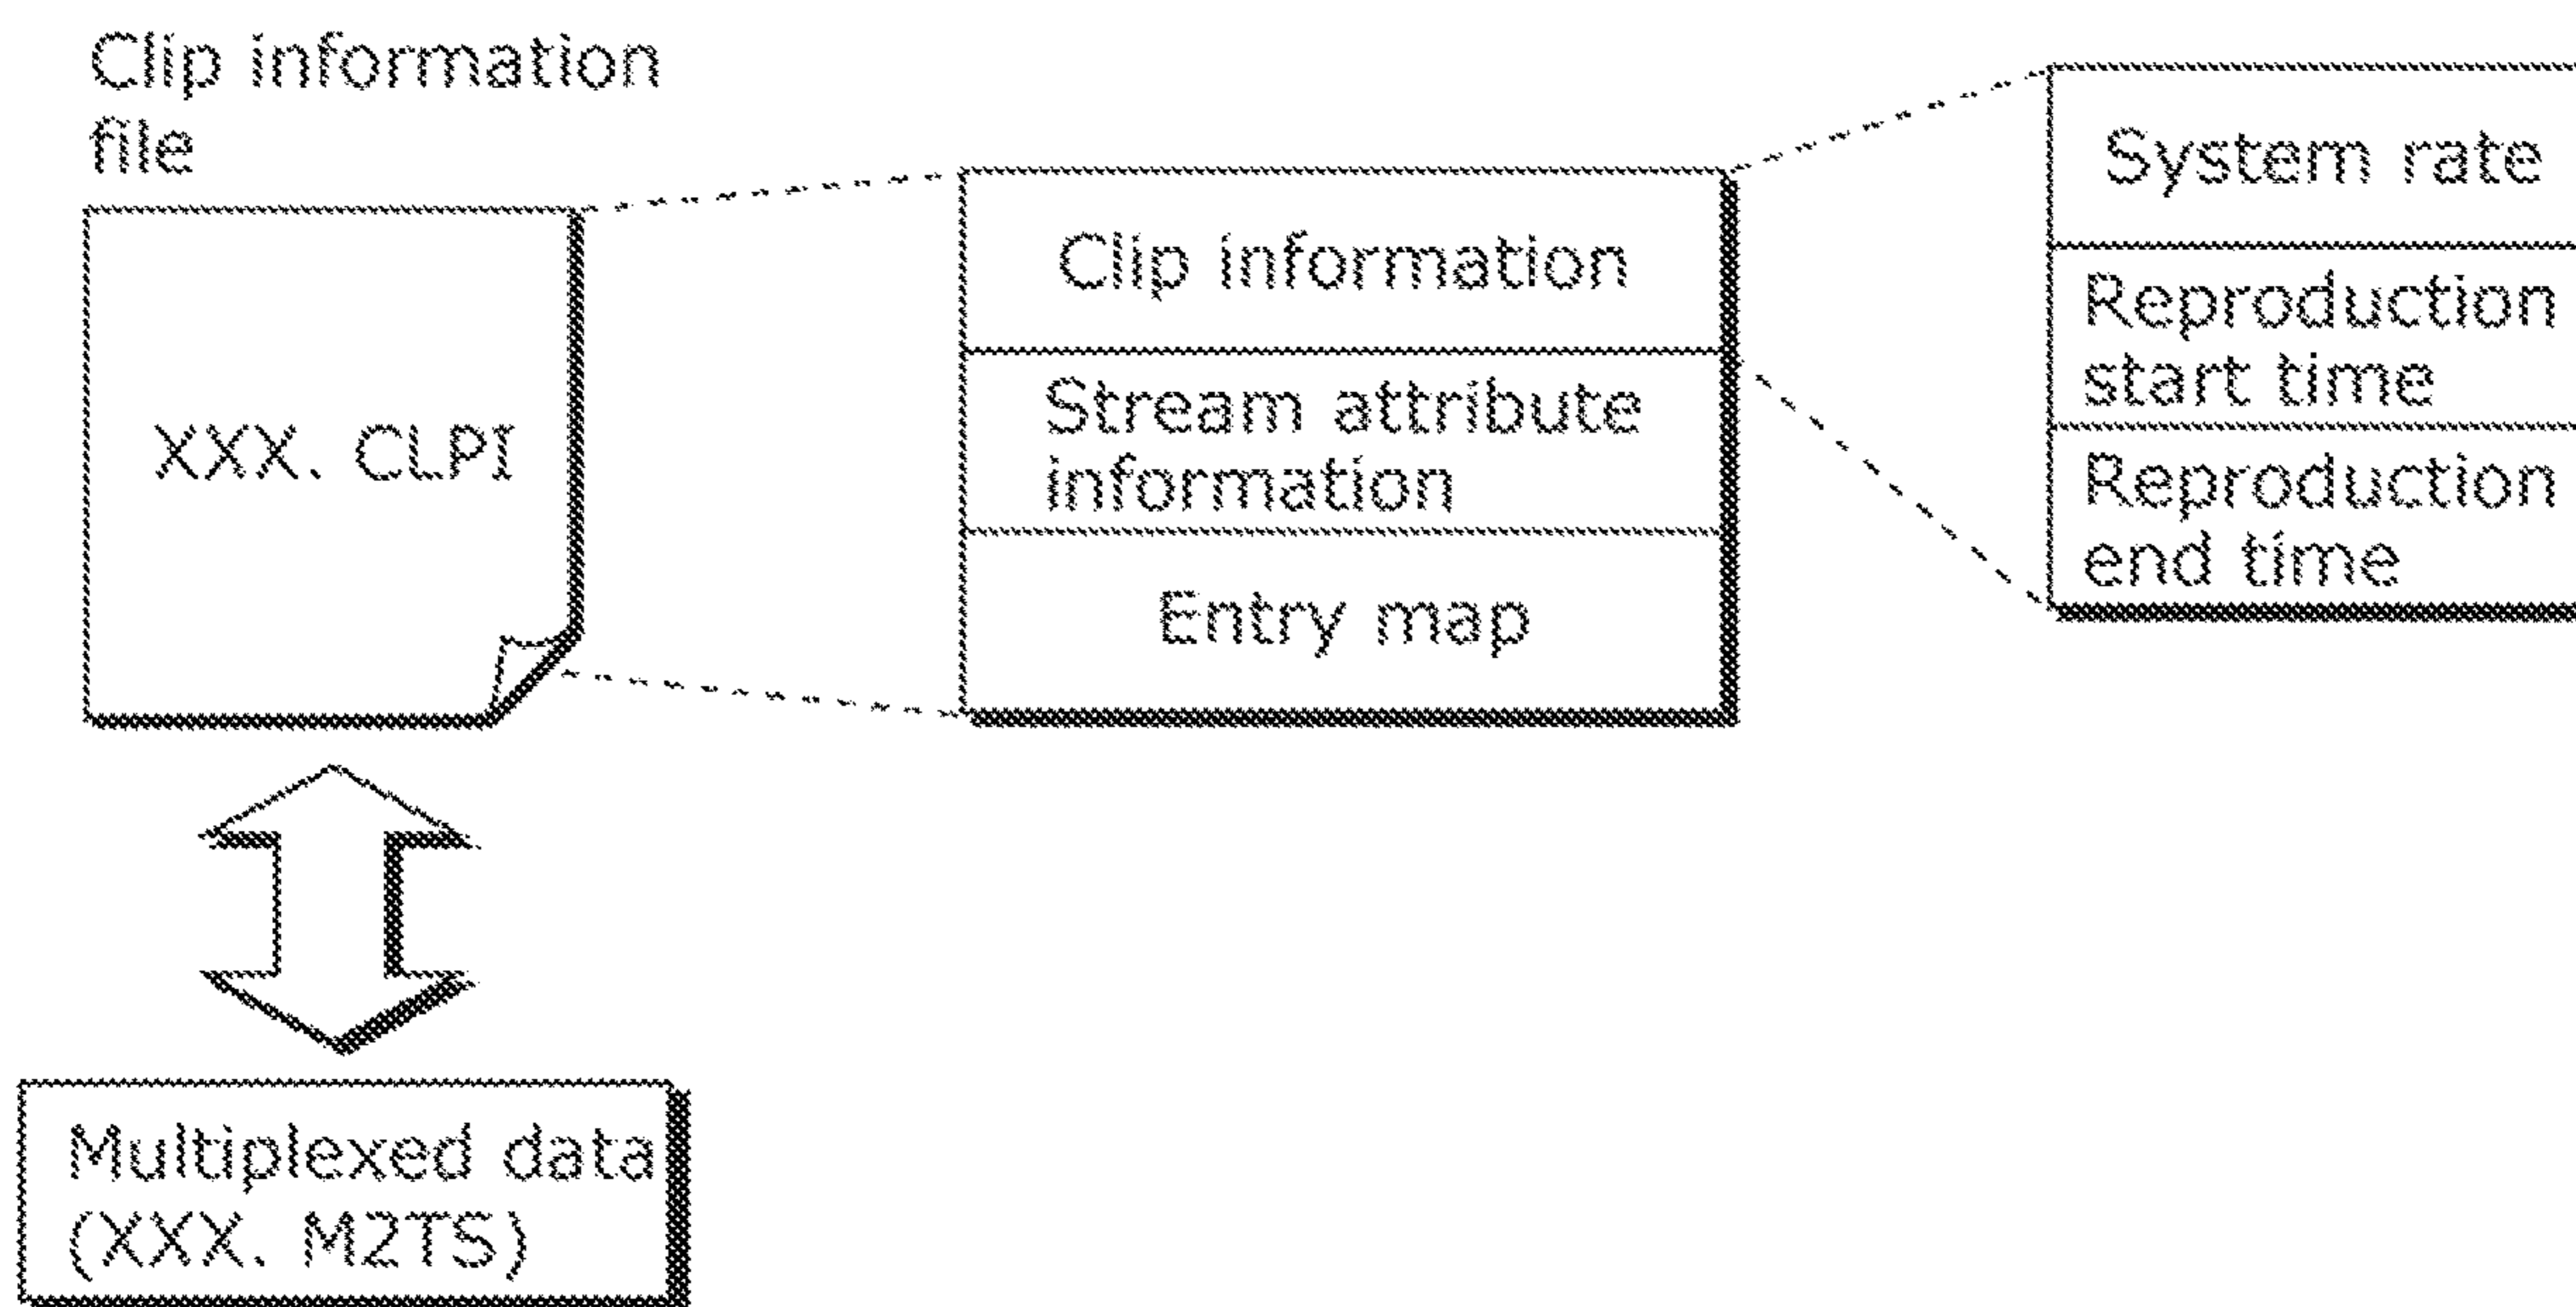 Clip information
file
XXX. CLPI
Clip information
Stream attribute
information
Entry map
System rate
Reproduction
start time
Reproduction
end time
Multiplexed data
(XXX. M2TS)